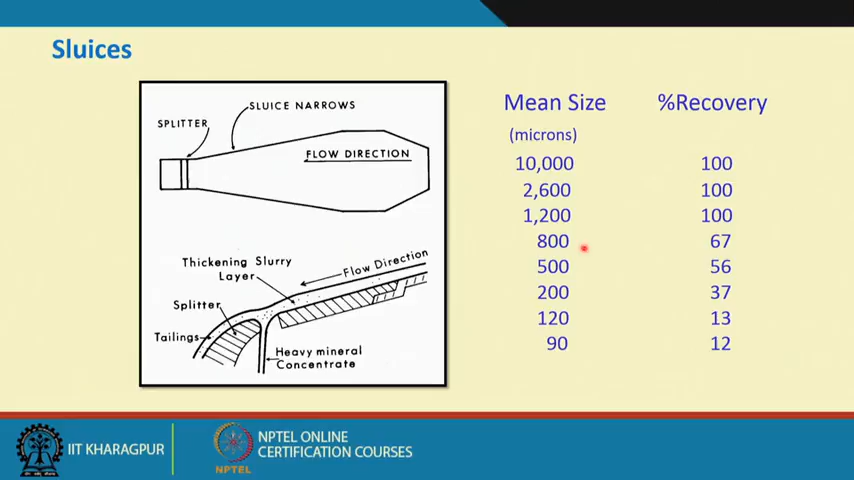 Sluices
SLUICE NARROWS
SPLITTER
FLOW DIRECTION
Thickening Slurry
Layer
Flow Direction
Splitter
Tailings
Heavy mineral
Concentrate
Mean Size %Recovery
(microns)
10,000 100
2,600 100
1,200 100
800 67
500 56
200 37
120 13
90 12
IIT KHARAGPUR
NPTEL
NPTEL ONLINE
CERTIFICATION COURSES